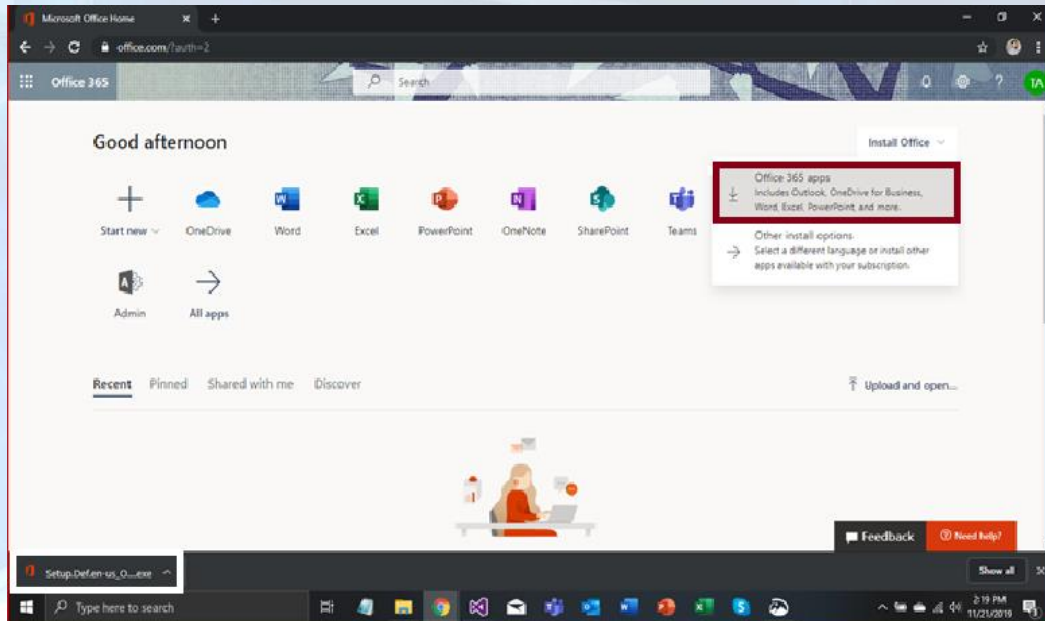 Microsoft Office Home
office.com/?auth=2
Office 365
Search
TA
Good afternoon
Install Office
Office 365 apps
Includes Outlook, OneDrive for Business,
Word, Excel, PowerPoint, and more.
Other install options
Select a different language or install other
apps available with your subscription.
Start new
OneDrive
Word
Excel
PowerPoint
OneNote
SharePoint
Teams
Admin
All apps
Recent
Pinned
Shared with me
Discover
Upload and open...
Feedback
Need help?
Setup.Def.en-us_O....exe
Show all
Type here to search
2:19 PM
11/21/2019